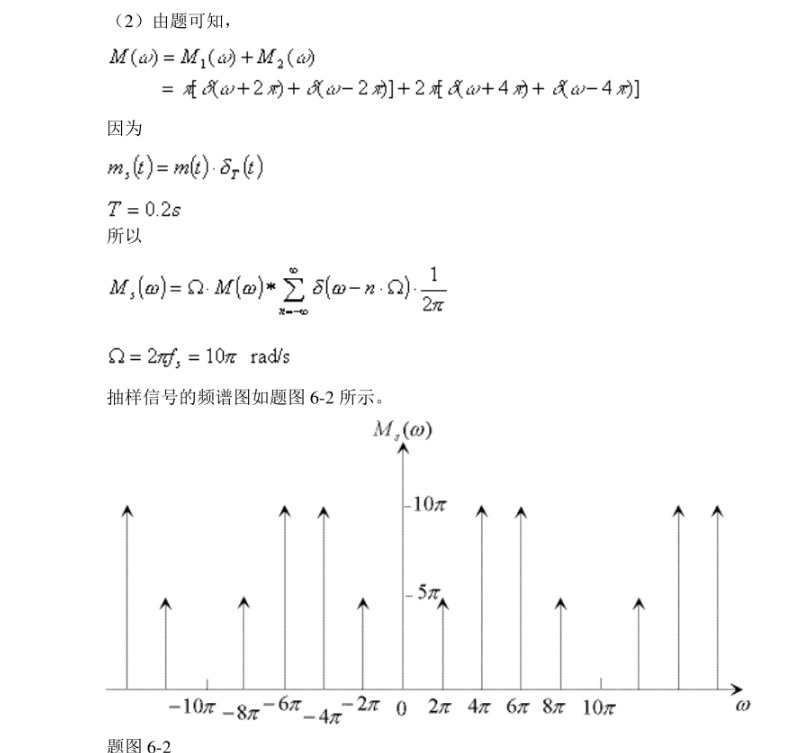 （2）由题可知，
M(ω) = M₁(ω) + M₂(ω)
= π[δ(ω+2π) + δ(ω−2π)] + 2π[δ(ω+4π) + δ(ω−4π)]
因为
mₛ(t) = m(t)·δ_T(t)
T = 0.2s
所以
Mₛ(ω) = Ω·M(ω)*∑_{n=−∞}^{∞} δ(ω−n·Ω)·1/2π
Ω = 2πfₛ = 10π rad/s
抽样信号的频谱图如题图 6-2 所示。
Mₛ(ω)
10π
5π
−10π −8π −6π −4π −2π 0 2π 4π 6π 8π 10π ω
题图 6-2